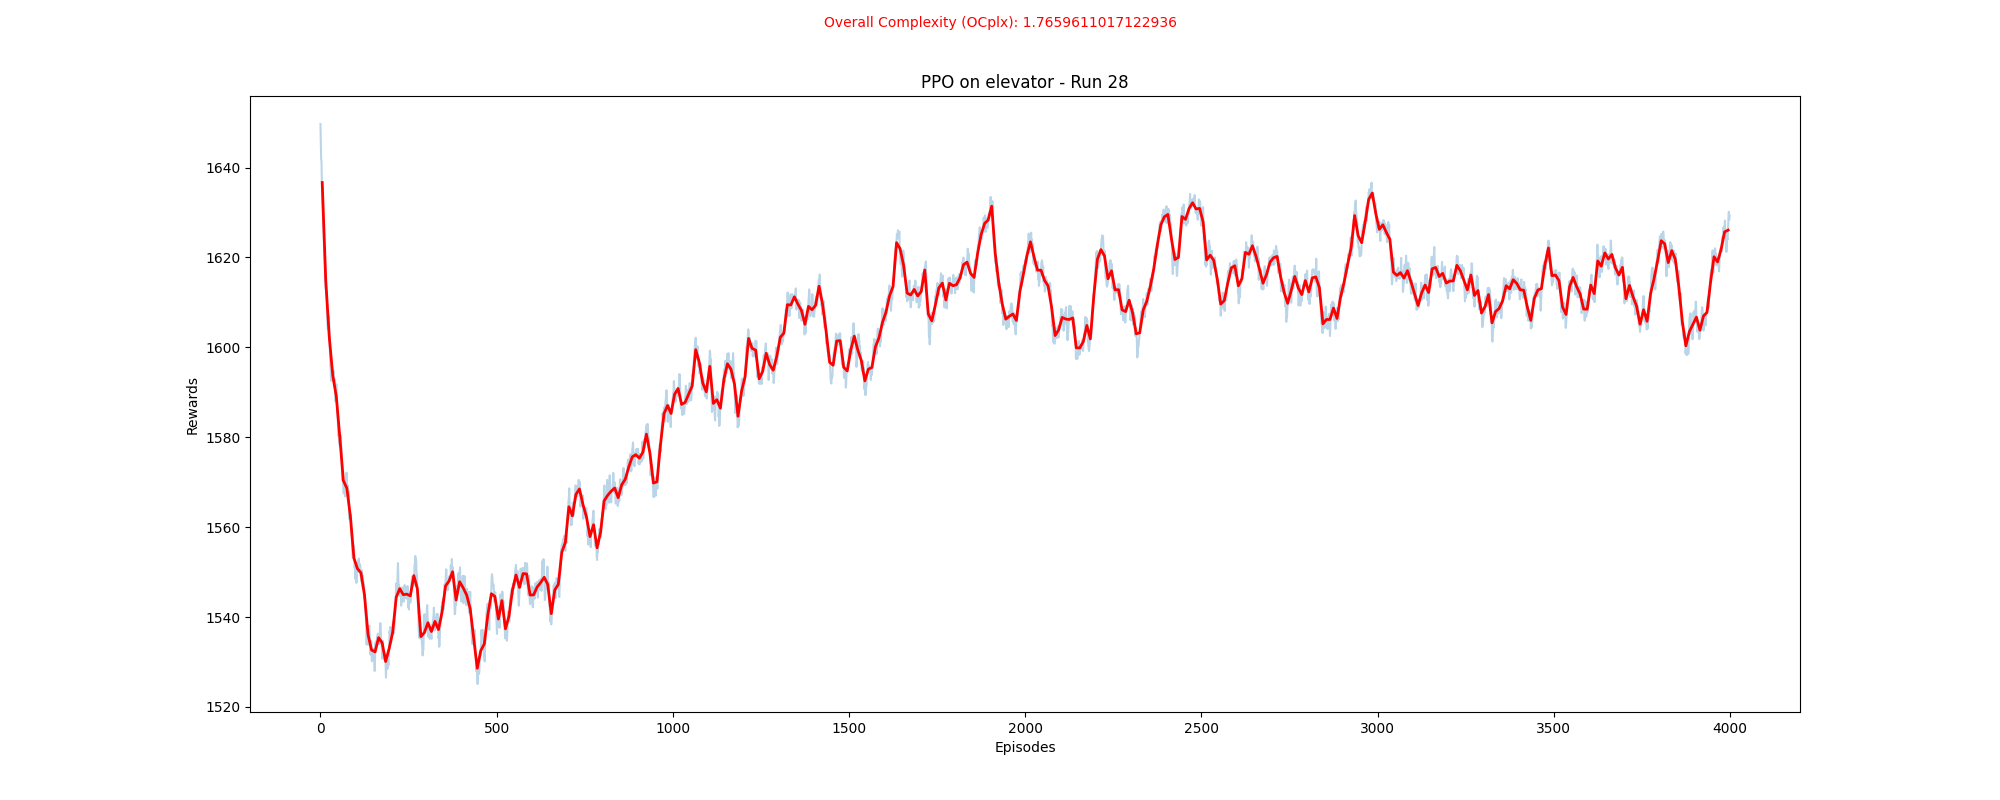 Overall Complexity (OCplx): 1.7659611017122936
PPO on elevator - Run 28
Rewards
1640
1620
1600
1580
1560
1540
1520
0 500 1000 1500 2000 2500 3000 3500 4000
Episodes